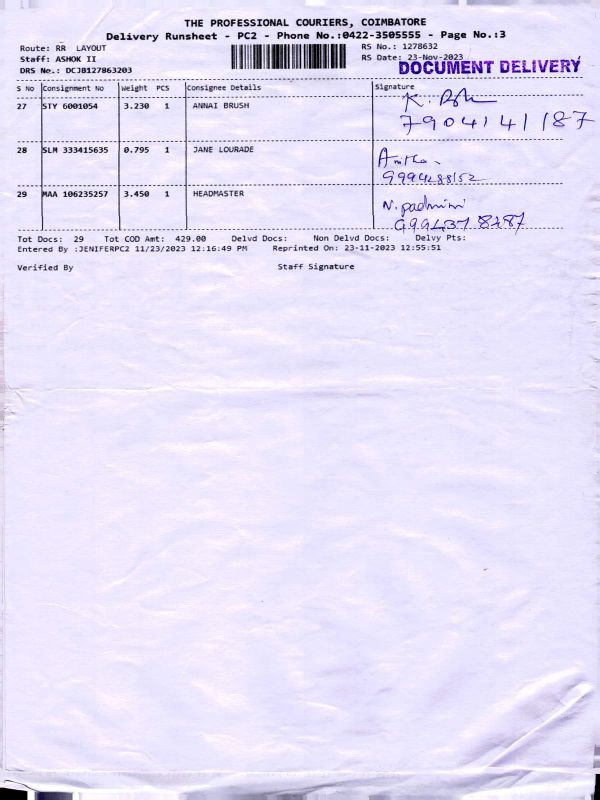 THE PROFESSIONAL COURIERS, COIMBATORE
Delivery Runsheet - PC2 - Phone No.:0422-3505555 - Page No.:3
Route: RR LAYOUT
RS No.: 1278632
Staff: ASHOK II
RS Date: 23-Nov-2023
DRS No.: DCJB127863203
DOCUMENT DELIVERY
S No Consignment No Weight PCS Consignee Details Signature
27 STY 6001054 3.230 1 ANNAI BRUSH
7904141187
28 SLM 333415635 0.795 1 JANE LOURADE
9994288152
29 MAA 106235257 3.450 1 HEADMASTER
N. padmini
Tot Docs: 29 Tot COD Amt: 429.00 Delvd Docs: Non Delvd Docs: Delvy Pts:
Entered By :JENIFERPC2 11/23/2023 12:16:49 PM Reprinted On: 23-11-2023 12:55:51
Verified By Staff Signature